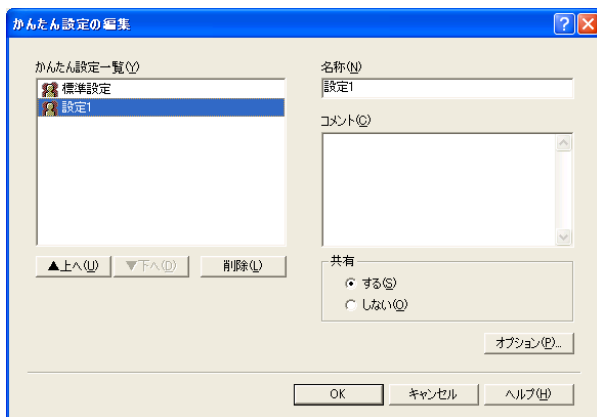 かんたん設定の編集
かんたん設定一覧(Y)
標準設定
設定1
▲上へ(U) ▼下へ(D) 削除(L)
名称(N)
設定1
コメント(C)
共有
する(S)
しない(O)
オプション(P)...
OK キャンセル ヘルプ(H)